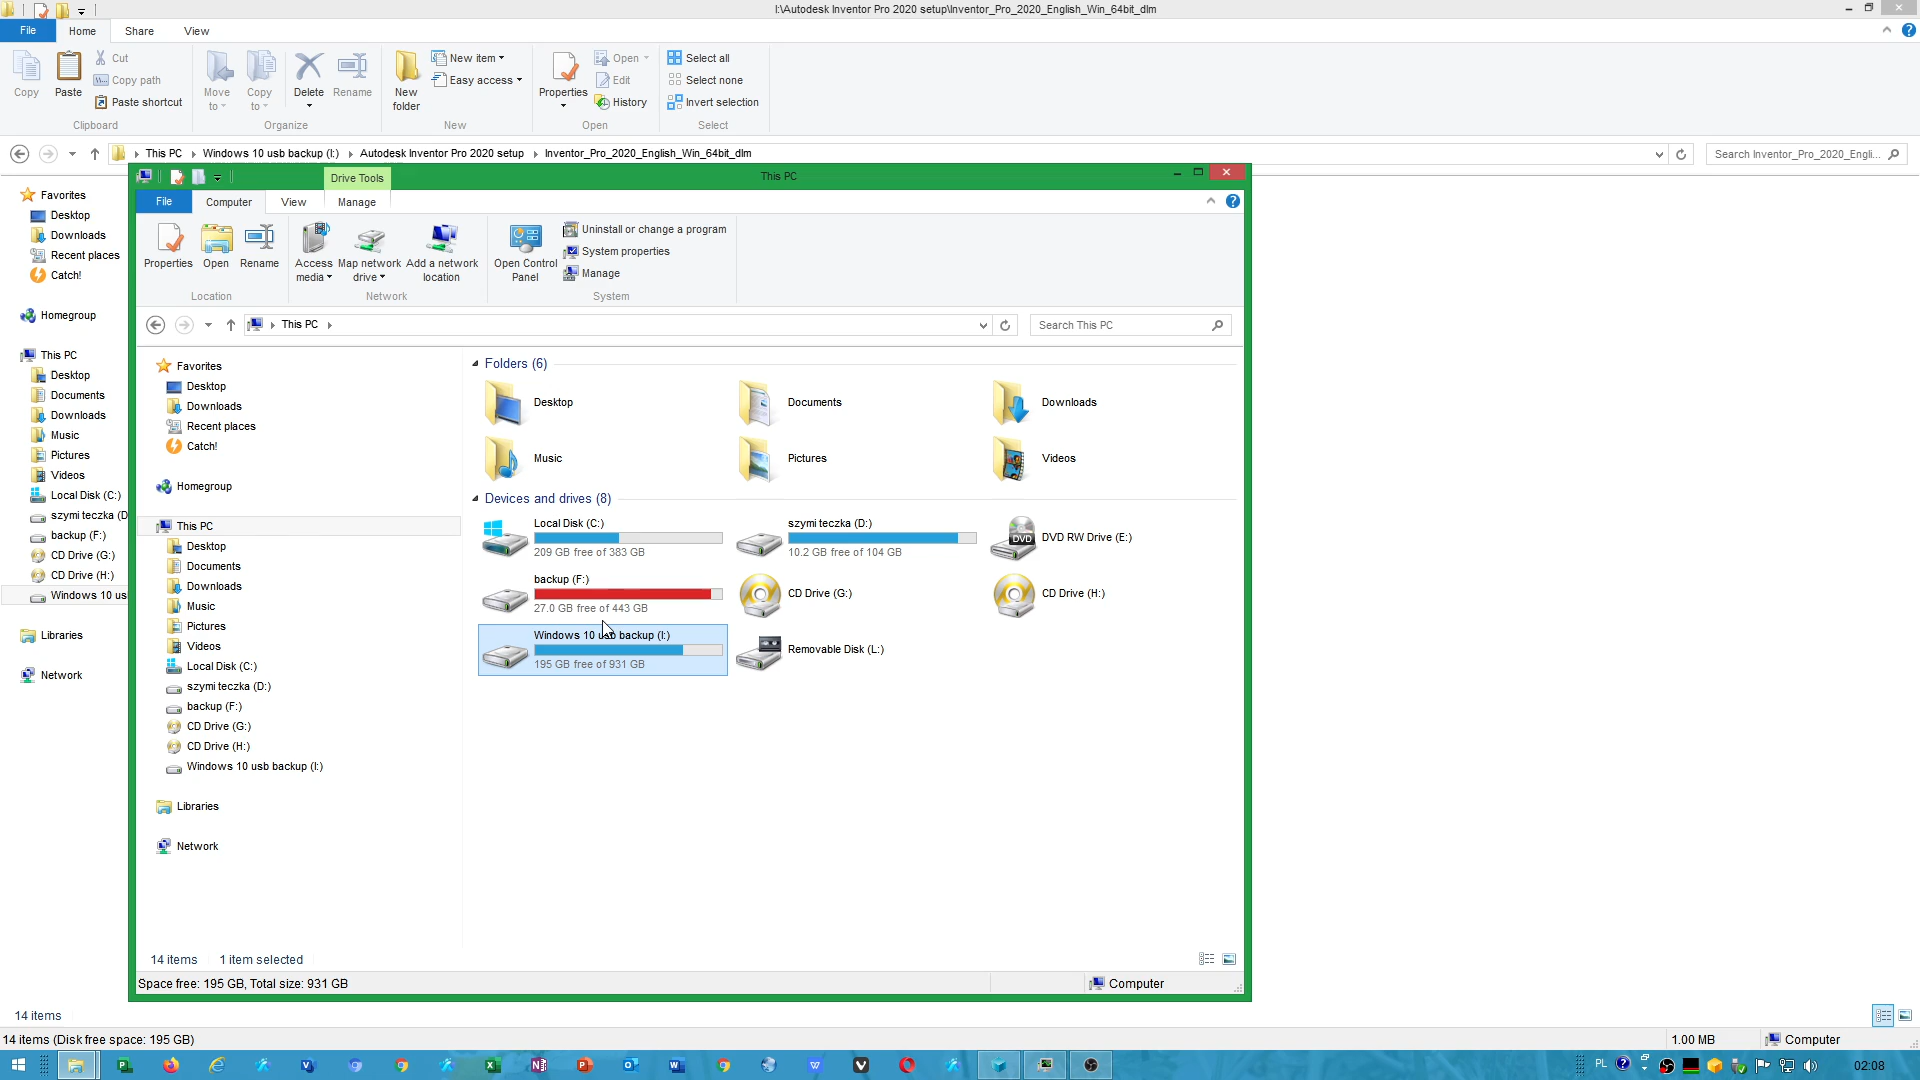 I:\Autodesk Inventor Pro 2020 setup\Inventor_Pro_2020_English_Win_64bit_dlm
File Home Share View
Copy
Paste
Cut
Copy path
Paste shortcut
Clipboard
Move to
Copy to
Delete
Rename
Organize
New folder
New item
Easy access
New
Properties
Open
Edit
History
Open
Select all
Select none
Invert selection
Select
This PC Windows 10 usb backup (I:) Autodesk Inventor Pro 2020 setup Inventor_Pro_2020_English_Win_64bit_dlm
Search Inventor_Pro_2020_Engli...
Favorites
Desktop
Downloads
Recent places
Catch!
Homegroup
This PC
Desktop
Documents
Downloads
Music
Pictures
Videos
Local Disk (C:)
szymi teczka (D
backup (F:)
CD Drive (G:)
CD Drive (H:)
Windows 10 us
Libraries
Network
Drive Tools
This PC
File Computer View Manage
Properties
Open
Rename
Location
Access media
Map network drive
Add a network location
Network
Open Control Panel
Uninstall or change a program
System properties
Manage
System
This PC
Search This PC
Favorites
Desktop
Downloads
Recent places
Catch!
Homegroup
This PC
Desktop
Documents
Downloads
Music
Pictures
Videos
Local Disk (C:)
szymi teczka (D:)
backup (F:)
CD Drive (G:)
CD Drive (H:)
Windows 10 usb backup (I:)
Libraries
Network
Folders (6)
Desktop
Documents
Downloads
Music
Pictures
Videos
Devices and drives (8)
Local Disk (C:)
209 GB free of 383 GB
szymi teczka (D:)
10.2 GB free of 104 GB
DVD
DVD RW Drive (E:)
backup (F:)
27.0 GB free of 443 GB
CD Drive (G:)
CD Drive (H:)
Windows 10 usb backup (I:)
195 GB free of 931 GB
Removable Disk (L:)
14 items 1 item selected
Space free: 195 GB, Total size: 931 GB
Computer
14 items
14 items (Disk free space: 195 GB)
1.00 MB
Computer
PL
02:08